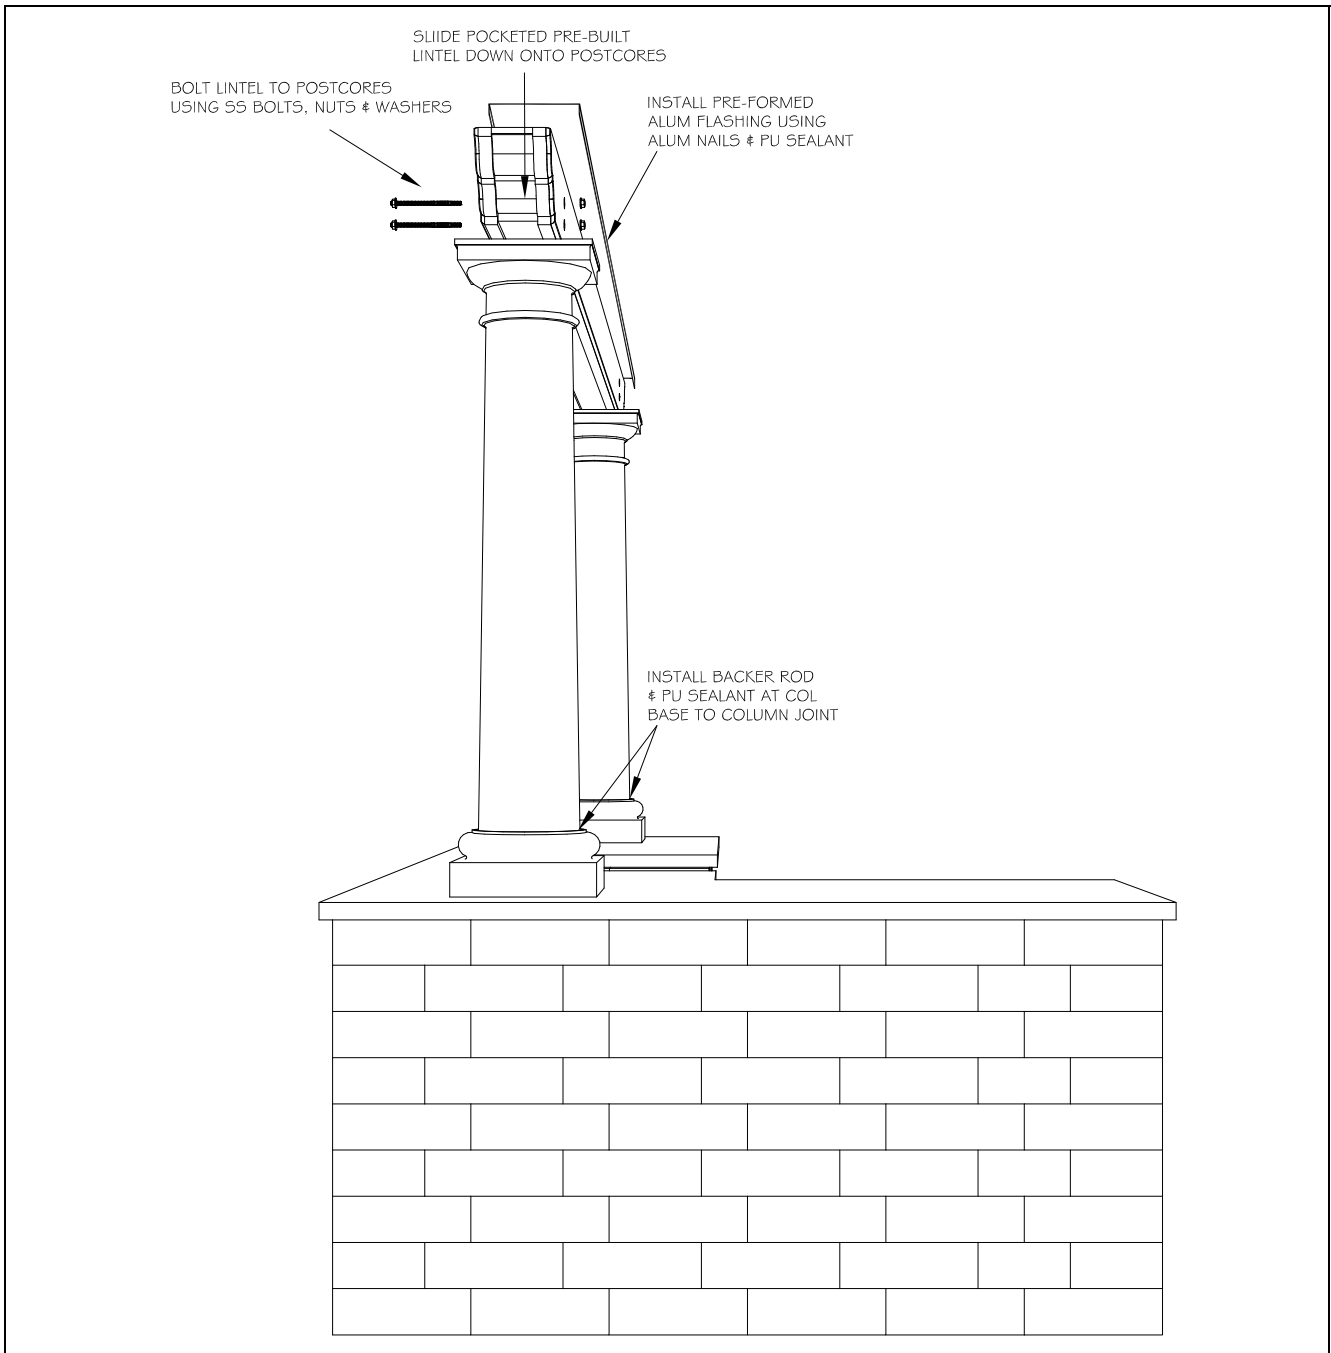 SLIIDE POCKETED PRE-BUILT
LINTEL DOWN ONTO POSTCORES
BOLT LINTEL TO POSTCORES
USING SS BOLTS, NUTS & WASHERS
INSTALL PRE-FORMED
ALUM FLASHING USING
ALUM NAILS & PU SEALANT
INSTALL BACKER ROD
& PU SEALANT AT COL
BASE TO COLUMN JOINT